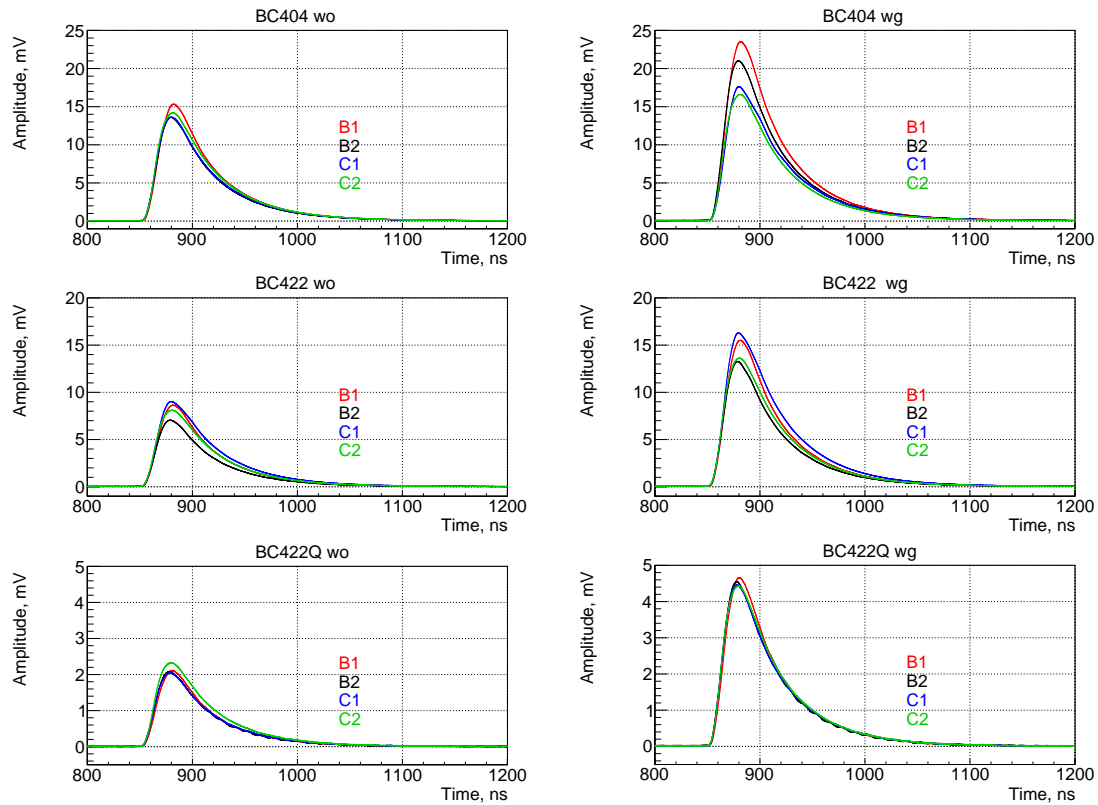 BC404 wo
Amplitude, mV
25
20
15
10
5
0
B1
B2
C1
C2
800 900 1000 1100 1200
Time, ns
BC404 wg
Amplitude, mV
25
20
15
10
5
0
B1
B2
C1
C2
800 900 1000 1100 1200
Time, ns
BC422 wo
Amplitude, mV
20
15
10
5
0
B1
B2
C1
C2
800 900 1000 1100 1200
Time, ns
BC422 wg
Amplitude, mV
20
15
10
5
0
B1
B2
C1
C2
800 900 1000 1100 1200
Time, ns
BC422Q wo
Amplitude, mV
5
4
3
2
1
0
B1
B2
C1
C2
800 900 1000 1100 1200
Time, ns
BC422Q wg
Amplitude, mV
5
4
3
2
1
0
B1
B2
C1
C2
800 900 1000 1100 1200
Time, ns